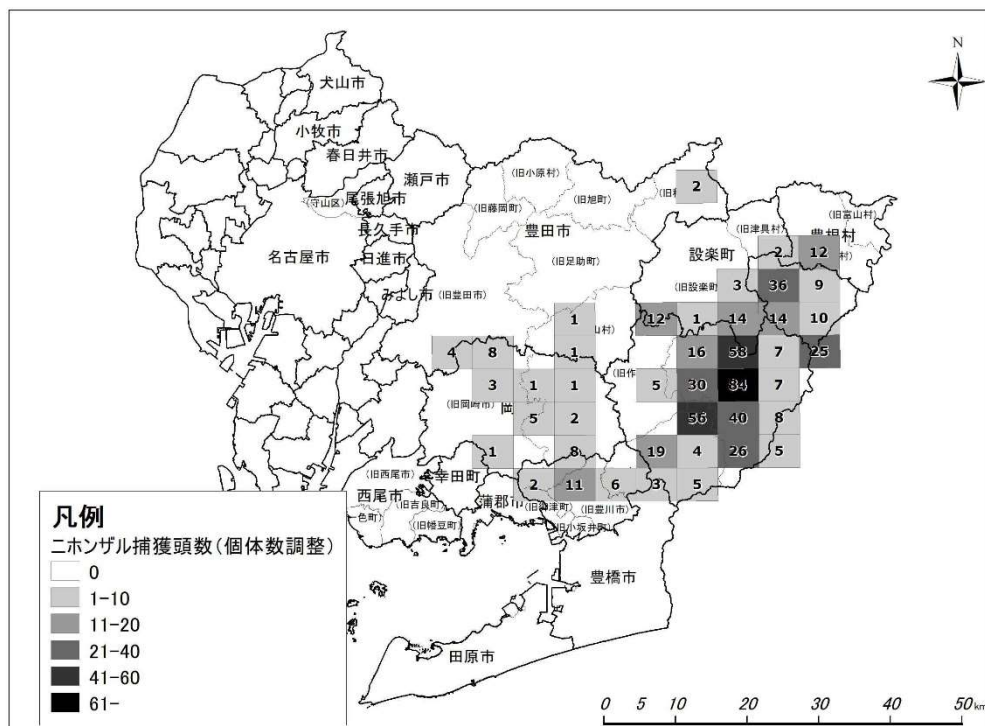 N
犬山市
小牧市
春日井市
瀬戸市
(守山区)
尾張旭市
長久手市
名古屋市
日進市
みよし市
(旧小原村)
(旧藤岡町)
(旧旭町)
豊田市
(旧足助町)
(旧豊田市)
2
(旧津具村)
(旧富山村)
豊根村
設楽町
(旧設楽町
2 12
3 36 9
1 12 1 14 14 10
山村)
4 8 1 16 58 7 25
3 1 1 (旧作 5 30 84 7
(旧岡崎市) 岡 5 2 56 40 8
1 8 19 4 26 5
2 11 6 3 5
(旧西尾市)
西尾市
幸田町
(旧吉良町)
色町)
(旧幡豆町)
蒲郡市
(旧御津町)
(旧豊川市)
(旧小坂井町)
豊橋市
田原市
凡例
ニホンザル捕獲頭数(個体数調整)
0
1-10
11-20
21-40
41-60
61-
0 5 10 20 30 40 50 km